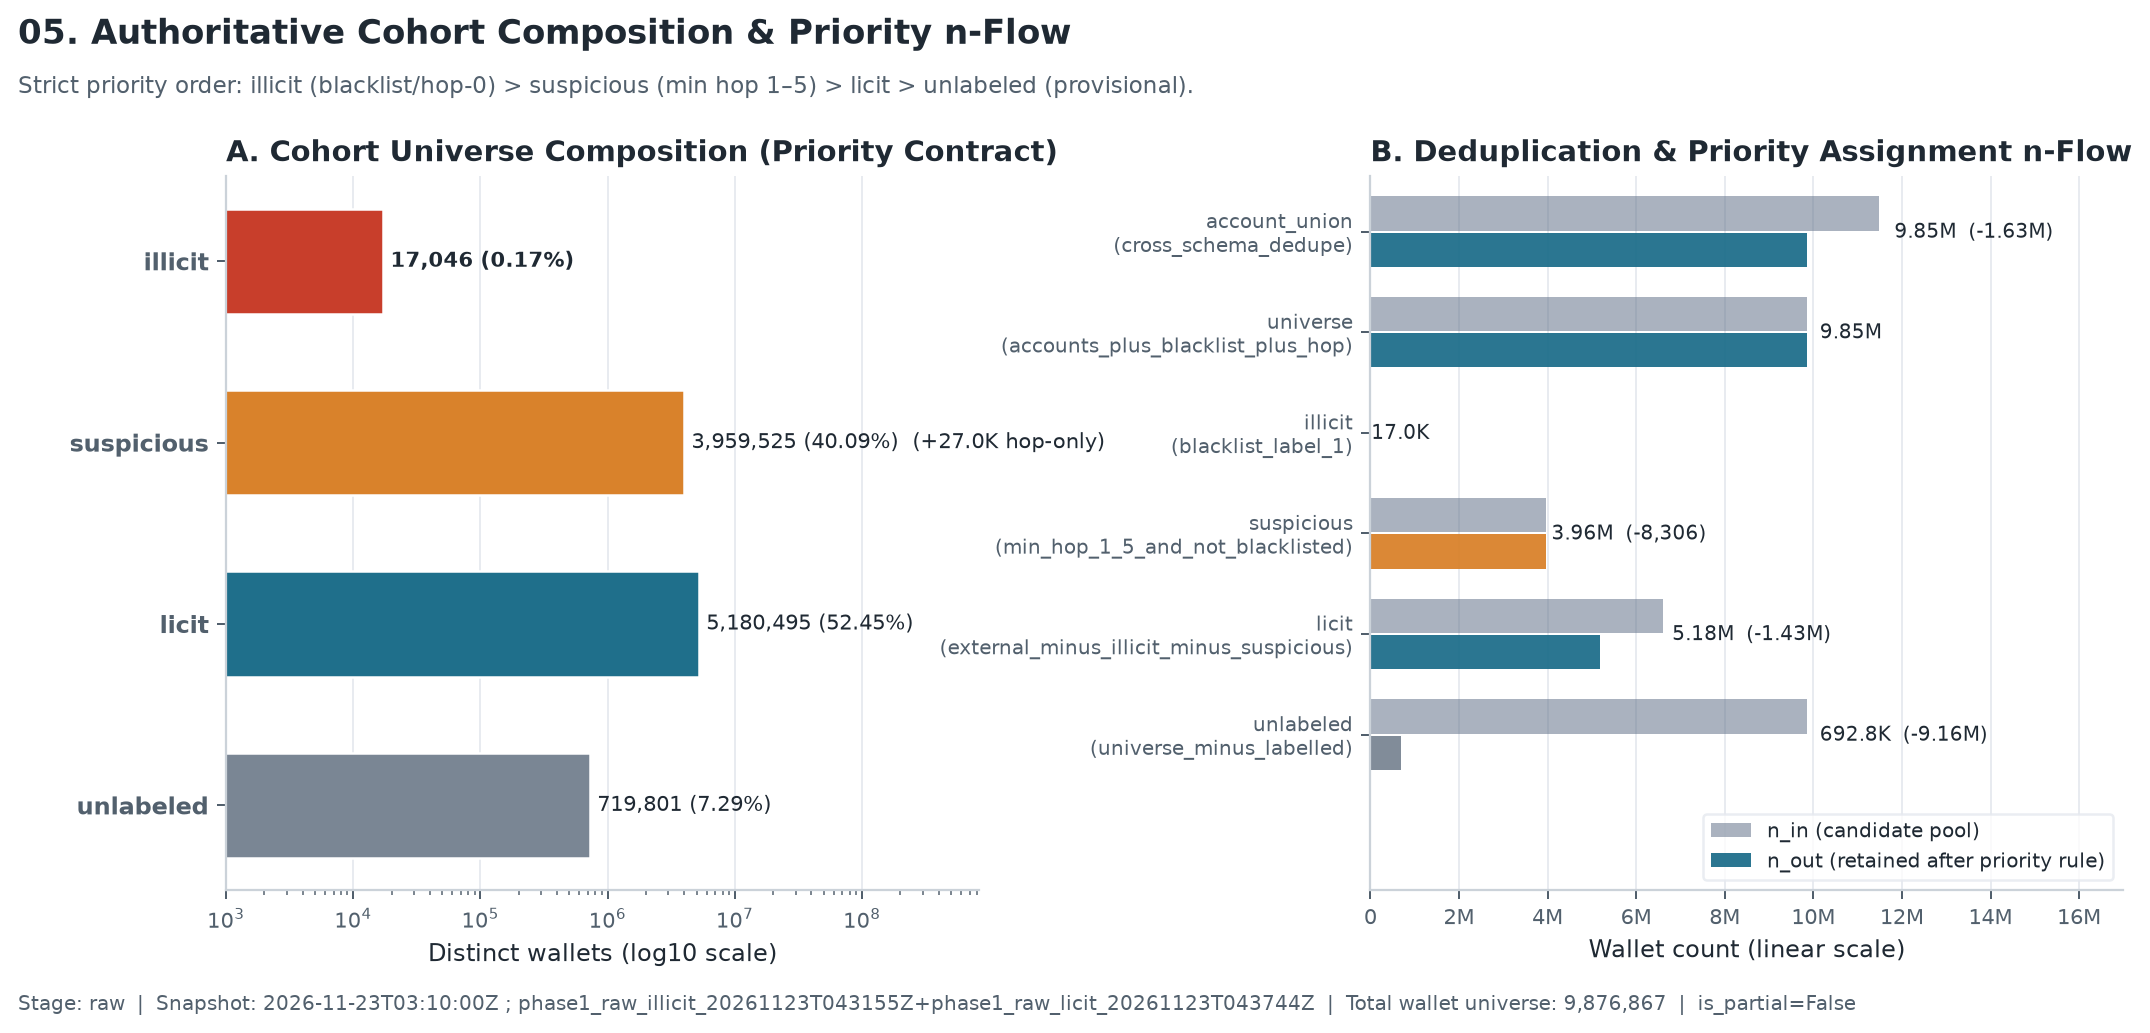 05. Authoritative Cohort Composition & Priority n-Flow
Strict priority order: illicit (blacklist/hop-0) > suspicious (min hop 1–5) > licit > unlabeled (provisional).
A. Cohort Universe Composition (Priority Contract)
illicit
17,046 (0.17%)
suspicious
3,959,525 (40.09%)  (+27.0K hop-only)
licit
5,180,495 (52.45%)
unlabeled
719,801 (7.29%)
10³
10⁴
10⁵
10⁶
10⁷
10⁸
Distinct wallets (log10 scale)
B. Deduplication & Priority Assignment n-Flow
account_union
(cross_schema_dedupe)
9.85M  (-1.63M)
universe
(accounts_plus_blacklist_plus_hop)
9.85M
illicit
(blacklist_label_1)
17.0K
suspicious
(min_hop_1_5_and_not_blacklisted)
3.96M  (-8,306)
licit
(external_minus_illicit_minus_suspicious)
5.18M  (-1.43M)
unlabeled
(universe_minus_labelled)
692.8K  (-9.16M)
n_in (candidate pool)
n_out (retained after priority rule)
0
2M
4M
6M
8M
10M
12M
14M
16M
Wallet count (linear scale)
Stage: raw  |  Snapshot: 2026-11-23T03:10:00Z ; phase1_raw_illicit_20261123T043155Z+phase1_raw_licit_20261123T043744Z  |  Total wallet universe: 9,876,867  |  is_partial=False